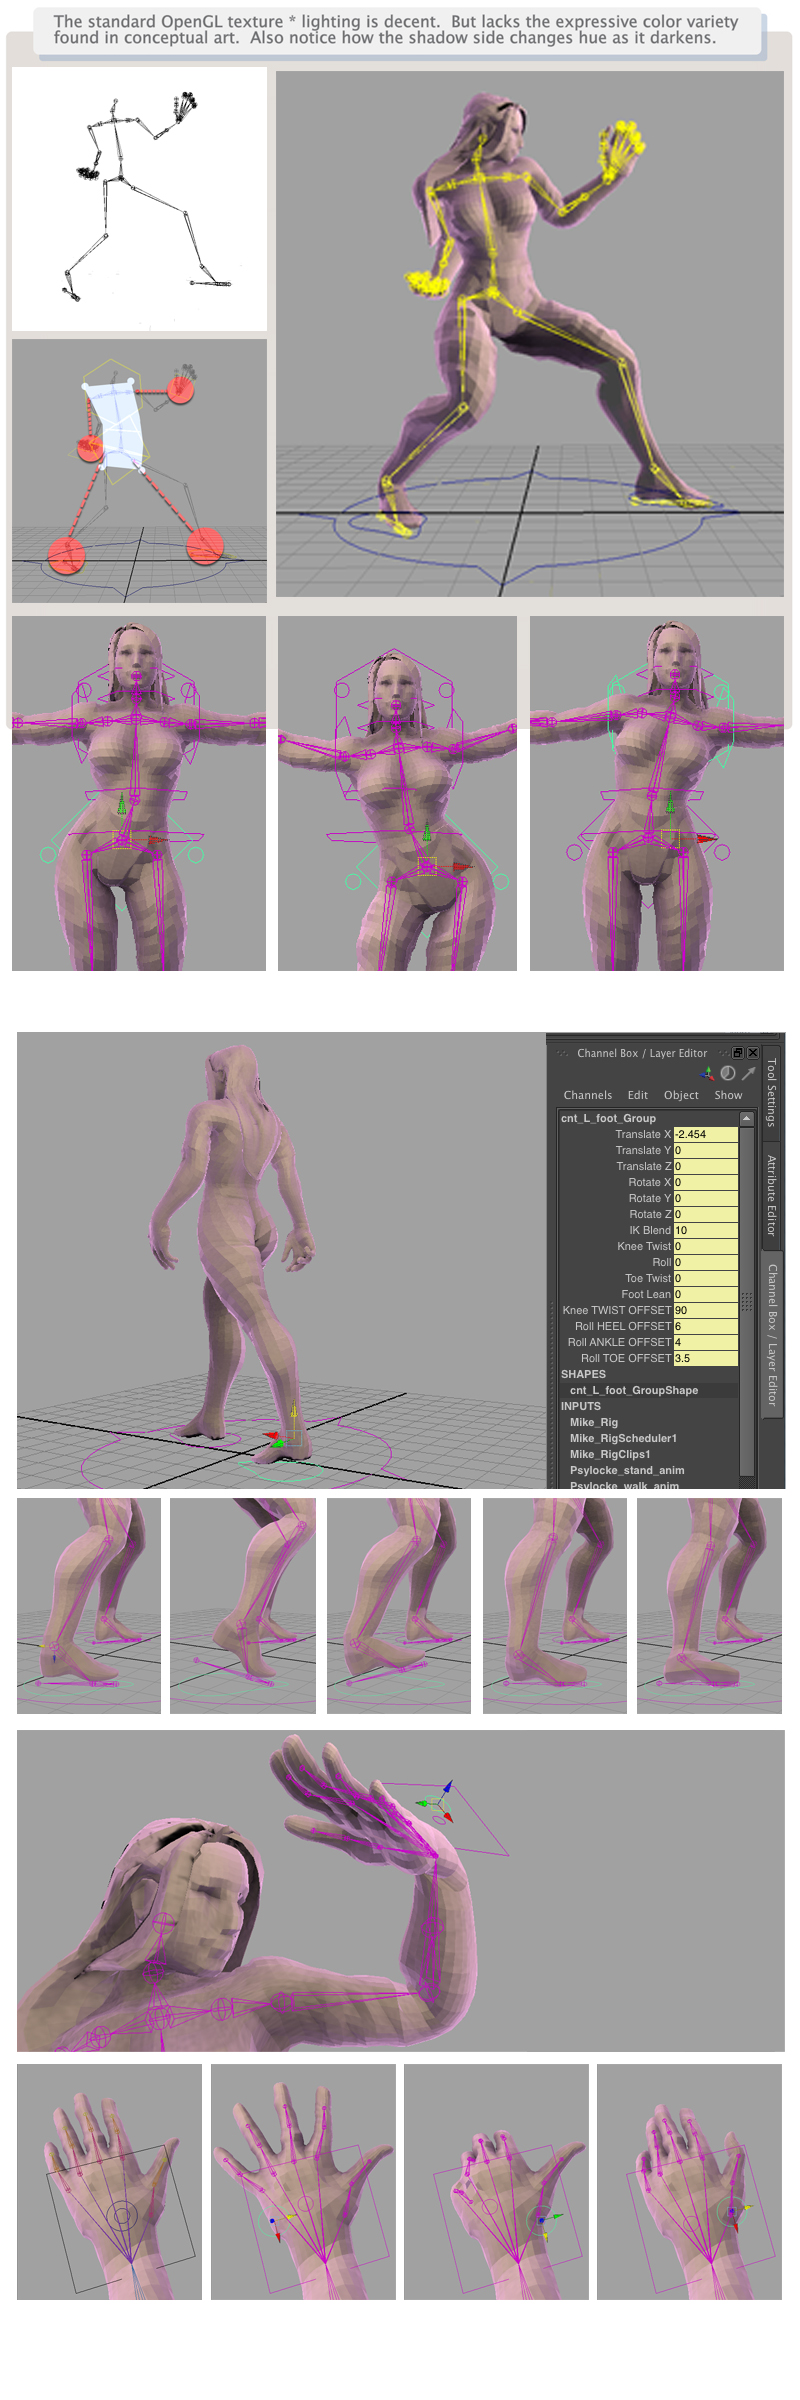 The standard OpenGL texture * lighting is decent.  But lacks the expressive color variety
found in conceptual art.  Also notice how the shadow side changes hue as it darkens.
Channel Box / Layer Editor
Channels Edit Object Show
cnt_L_foot_Group
Translate X -2.454
Translate Y 0
Translate Z 0
Rotate X 0
Rotate Y 0
Rotate Z 0
IK Blend 10
Knee Twist 0
Roll 0
Toe Twist 0
Foot Lean 0
Knee TWIST OFFSET 90
Roll HEEL OFFSET 6
Roll ANKLE OFFSET 4
Roll TOE OFFSET 3.5
SHAPES
cnt_L_foot_GroupShape
INPUTS
Mike_Rig
Mike_RigScheduler1
Mike_RigClips1
Psylocke_stand_anim
Psylocke_walk_anim
Tool Settings
Attribute Editor
Channel Box / Layer Editor